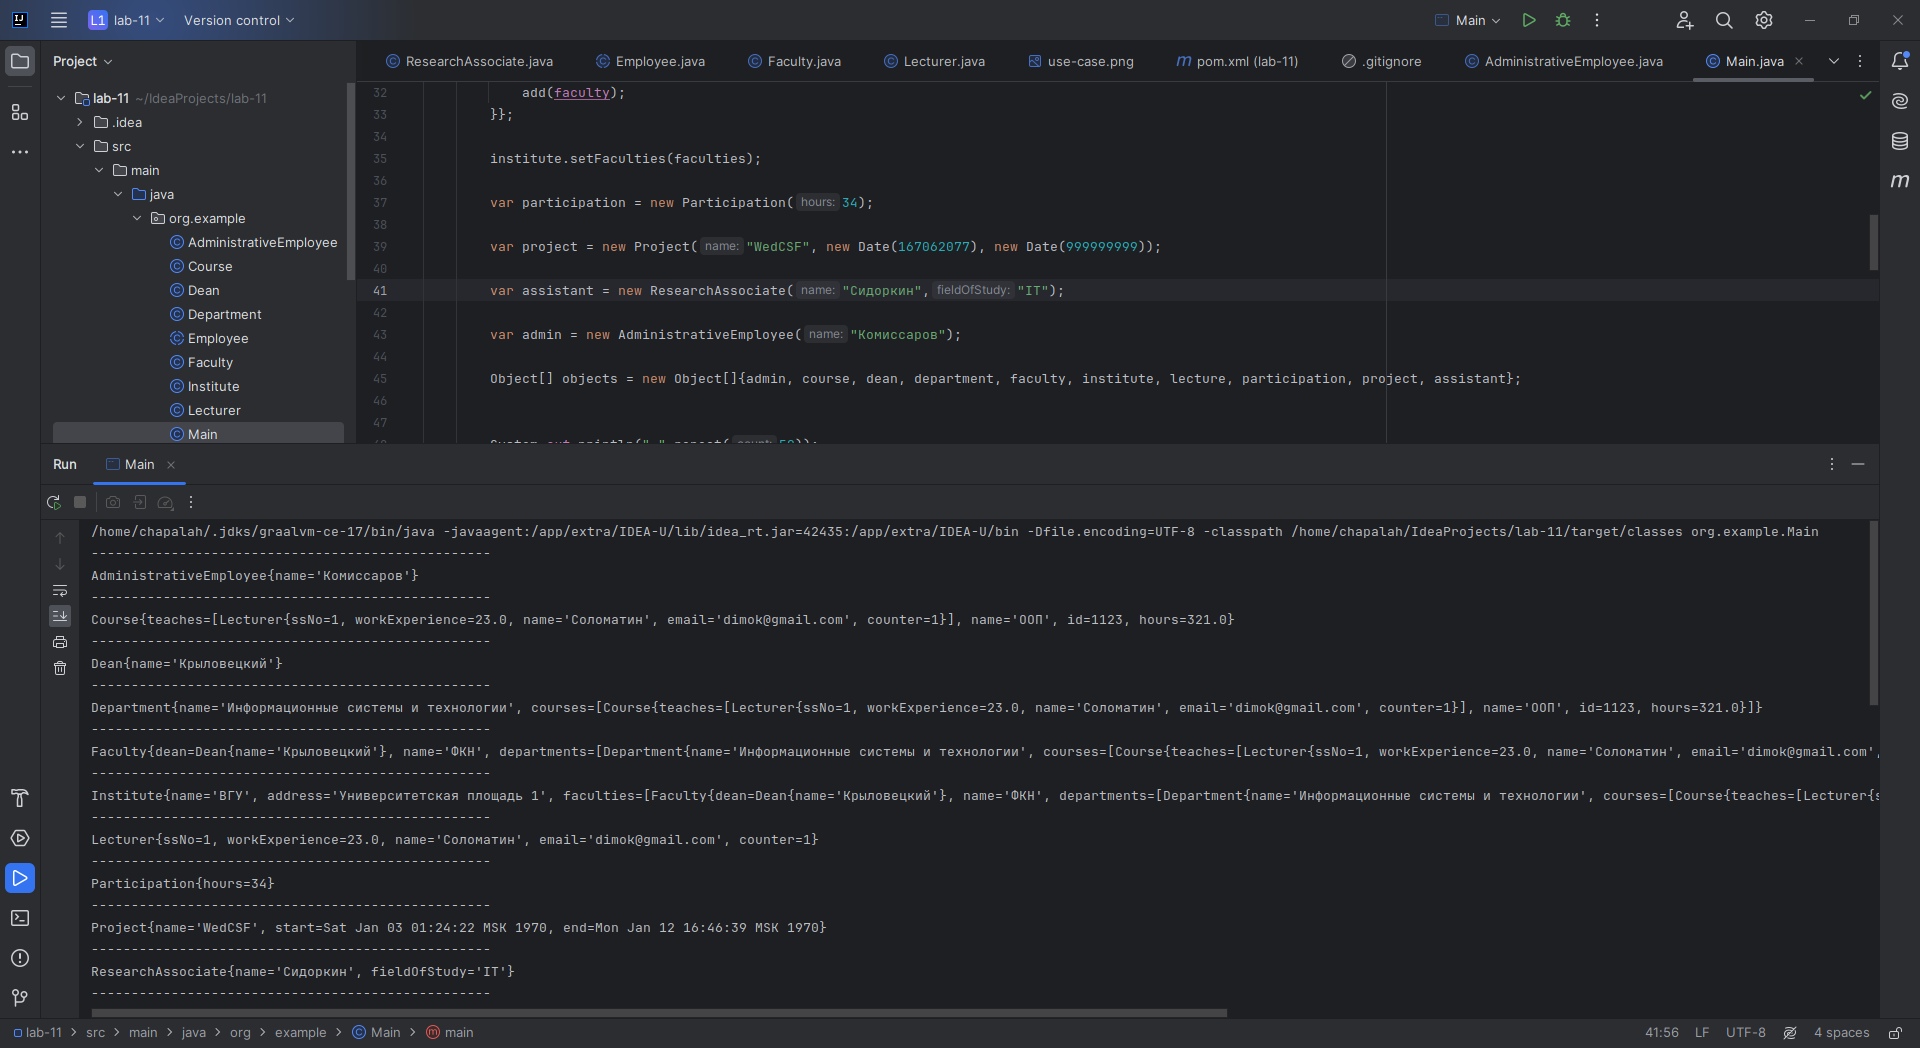 L1 lab-11 Version control Main
Project
ResearchAssociate.java Employee.java Faculty.java Lecturer.java use-case.png pom.xml (lab-11) .gitignore AdministrativeEmployee.java Main.java
lab-11 ~/IdeaProjects/lab-11
.idea
src
main
java
org.example
AdministrativeEmployee
Course
Dean
Department
Employee
Faculty
Institute
Lecturer
Main
32 add(faculty);
33 }};
34
35 institute.setFaculties(faculties);
36
37 var participation = new Participation( hours: 34);
38
39 var project = new Project( name: "WedCSF", new Date(167062077), new Date(999999999));
40
41 var assistant = new ResearchAssociate( name: "Сидоркин", fieldOfStudy: "IT");
42
43 var admin = new AdministrativeEmployee( name: "Комиссаров");
44
45 Object[] objects = new Object[]{admin, course, dean, department, faculty, institute, lecture, participation, project, assistant};
46
47
Run Main
/home/chapalah/.jdks/graalvm-ce-17/bin/java -javaagent:/app/extra/IDEA-U/lib/idea_rt.jar=42435:/app/extra/IDEA-U/bin -Dfile.encoding=UTF-8 -classpath /home/chapalah/IdeaProjects/lab-11/target/classes org.example.Main
--------------------------------------------------
AdministrativeEmployee{name='Комиссаров'}
--------------------------------------------------
Course{teaches=[Lecturer{ssNo=1, workExperience=23.0, name='Соломатин', email='dimok@gmail.com', counter=1}], name='ООП', id=1123, hours=321.0}
--------------------------------------------------
Dean{name='Крыловецкий'}
--------------------------------------------------
Department{name='Информационные системы и технологии', courses=[Course{teaches=[Lecturer{ssNo=1, workExperience=23.0, name='Соломатин', email='dimok@gmail.com', counter=1}], name='ООП', id=1123, hours=321.0}]}
--------------------------------------------------
Faculty{dean=Dean{name='Крыловецкий'}, name='ФКН', departments=[Department{name='Информационные системы и технологии', courses=[Course{teaches=[Lecturer{ssNo=1, workExperience=23.0, name='Соломатин', email='dimok@gmail.com',
--------------------------------------------------
Institute{name='ВГУ', address='Университетская площадь 1', faculties=[Faculty{dean=Dean{name='Крыловецкий'}, name='ФКН', departments=[Department{name='Информационные системы и технологии', courses=[Course{teaches=[Lecturer{s
--------------------------------------------------
Lecturer{ssNo=1, workExperience=23.0, name='Соломатин', email='dimok@gmail.com', counter=1}
--------------------------------------------------
Participation{hours=34}
--------------------------------------------------
Project{name='WedCSF', start=Sat Jan 03 01:24:22 MSK 1970, end=Mon Jan 12 16:46:39 MSK 1970}
--------------------------------------------------
ResearchAssociate{name='Сидоркин', fieldOfStudy='IT'}
--------------------------------------------------
lab-11 > src > main > java > org > example > Main > main 41:56 LF UTF-8 4 spaces